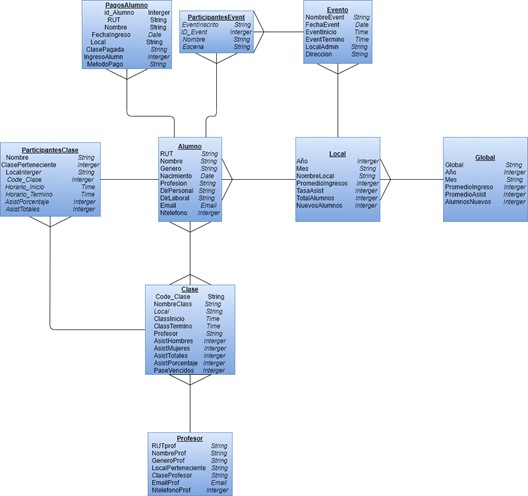 PagosAlumno
id_Alumno Interger
RUT String
Nombre String
FechaIngreso Date
Local String
ClasePagada String
IngresoAlumn Interger
MetodoPago String
ParticipantesEvent
EventInscrito String
ID_Event Interger
Nombre String
Escena String
Evento
NombreEvent String
FechaEvent Date
EventInicio Time
EventTermino Time
LocalAdmin String
Direccion String
ParticipantesClase
Nombre String
ClasePerteneciente Interger
LocalInterger String
Code_Clase Interger
Horario_Inicio Time
Horario_Termino Time
AsistPorcentaje Interger
AsistTotales Interger
Alumno
RUT String
Nombre String
Genero String
Nacimiento Date
Profesion String
DirPersonal String
DirLaboral String
Email Email
Ntelefono Interger
Local
Año Interger
Mes String
NombreLocal String
PromedioIngresos Interger
TasaAsist Interger
TotalAlumnos Interger
NuevosAlumnos Interger
Global
Global String
Año Interger
Mes String
PromedioIngreso Interger
PromedioAsist Interger
AlumnosNuevos Interger
Clase
Code_Clase String
NombreClass String
Local String
ClassInicio Time
ClassTermino Time
Profesor String
AsistHombres Interger
AsistMujeres Interger
AsistTotales Interger
AsistPorcentaje Interger
PaseVencidos Interger
Profesor
RUTprof String
NombreProf String
GeneroProf String
LocalPerteneciente String
ClaseProfesor String
EmailProf Email
NtelefonoProf Interger